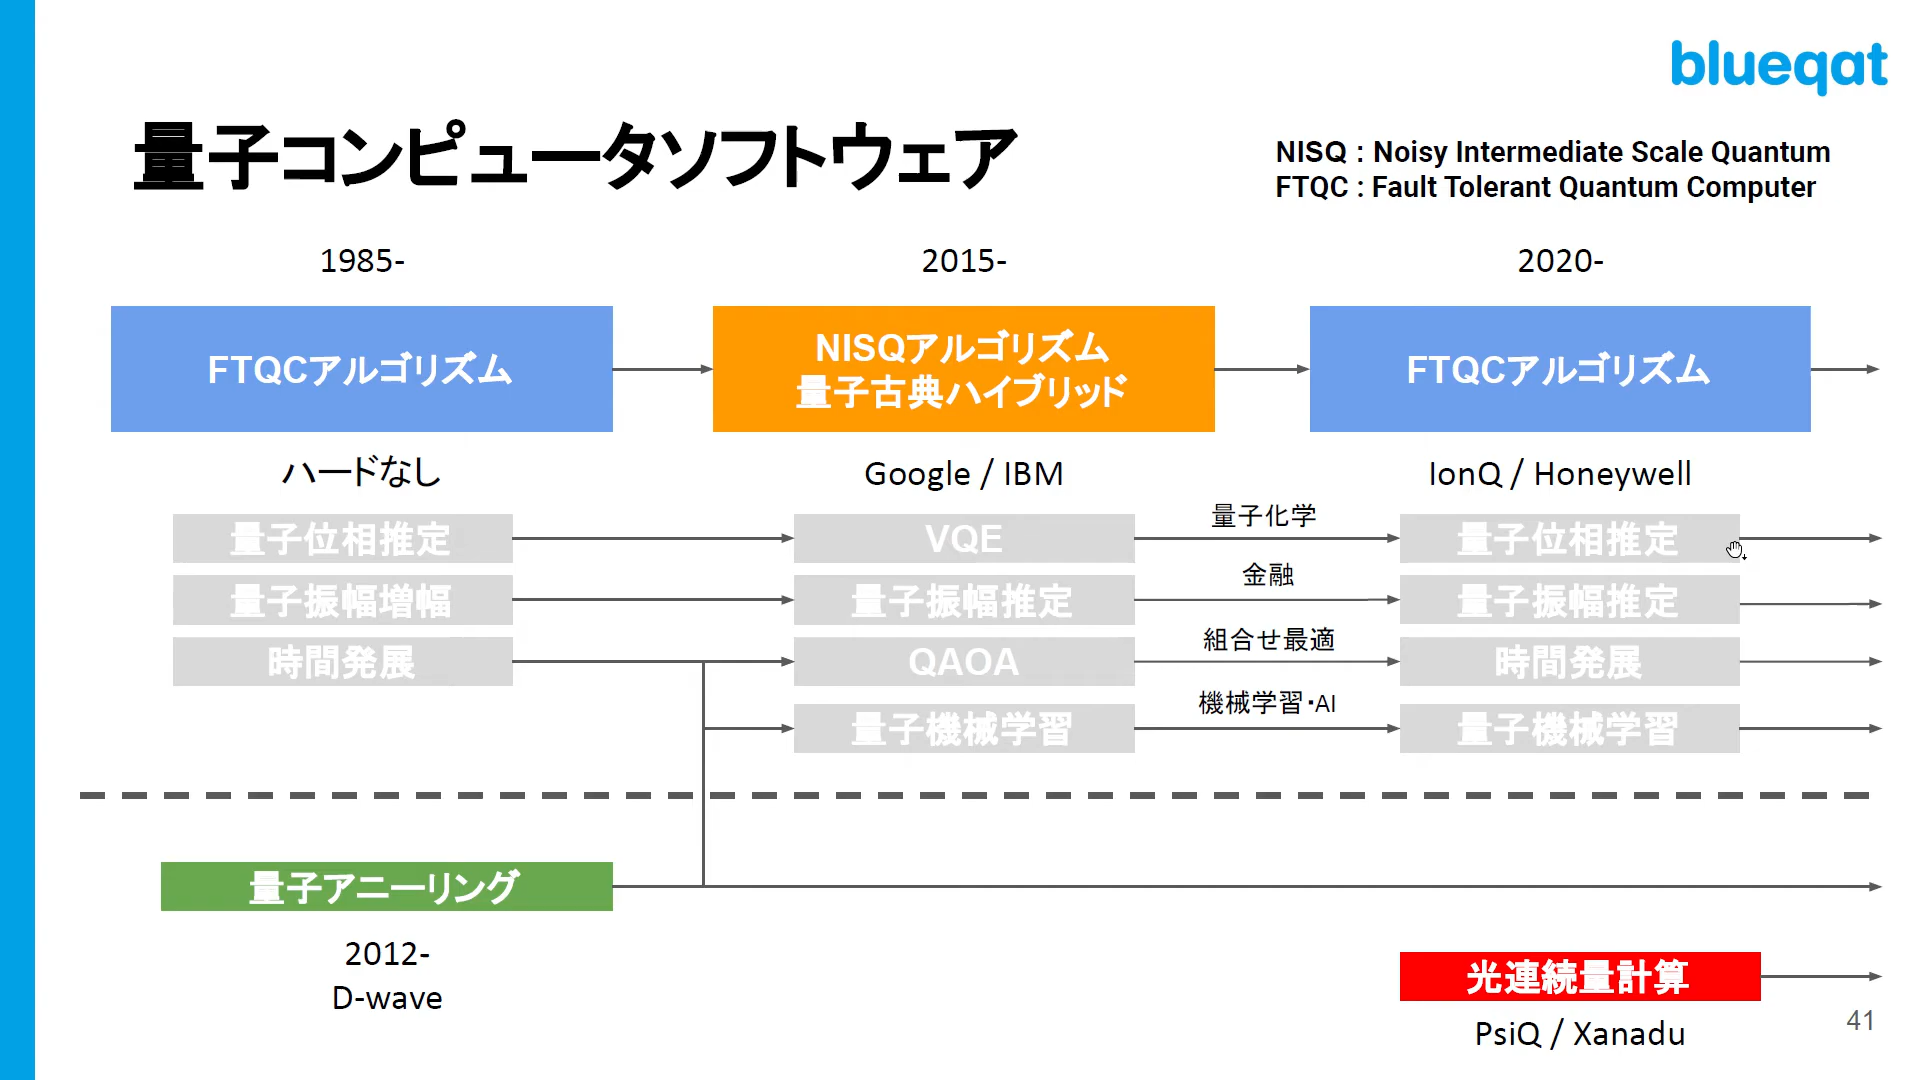 blueqat
量子コンピュータソフトウェア
NISQ : Noisy Intermediate Scale Quantum
FTQC : Fault Tolerant Quantum Computer
1985-
2015-
2020-
FTQCアルゴリズム
NISQアルゴリズム
量子古典ハイブリッド
FTQCアルゴリズム
ハードなし
Google / IBM
IonQ / Honeywell
量子位相推定
VQE
量子化学
量子位相推定
量子振幅増幅
量子振幅推定
金融
量子振幅推定
時間発展
QAOA
組合せ最適
時間発展
量子機械学習
機械学習・AI
量子機械学習
量子アニーリング
2012-
D-wave
光連続量計算
PsiQ / Xanadu
41